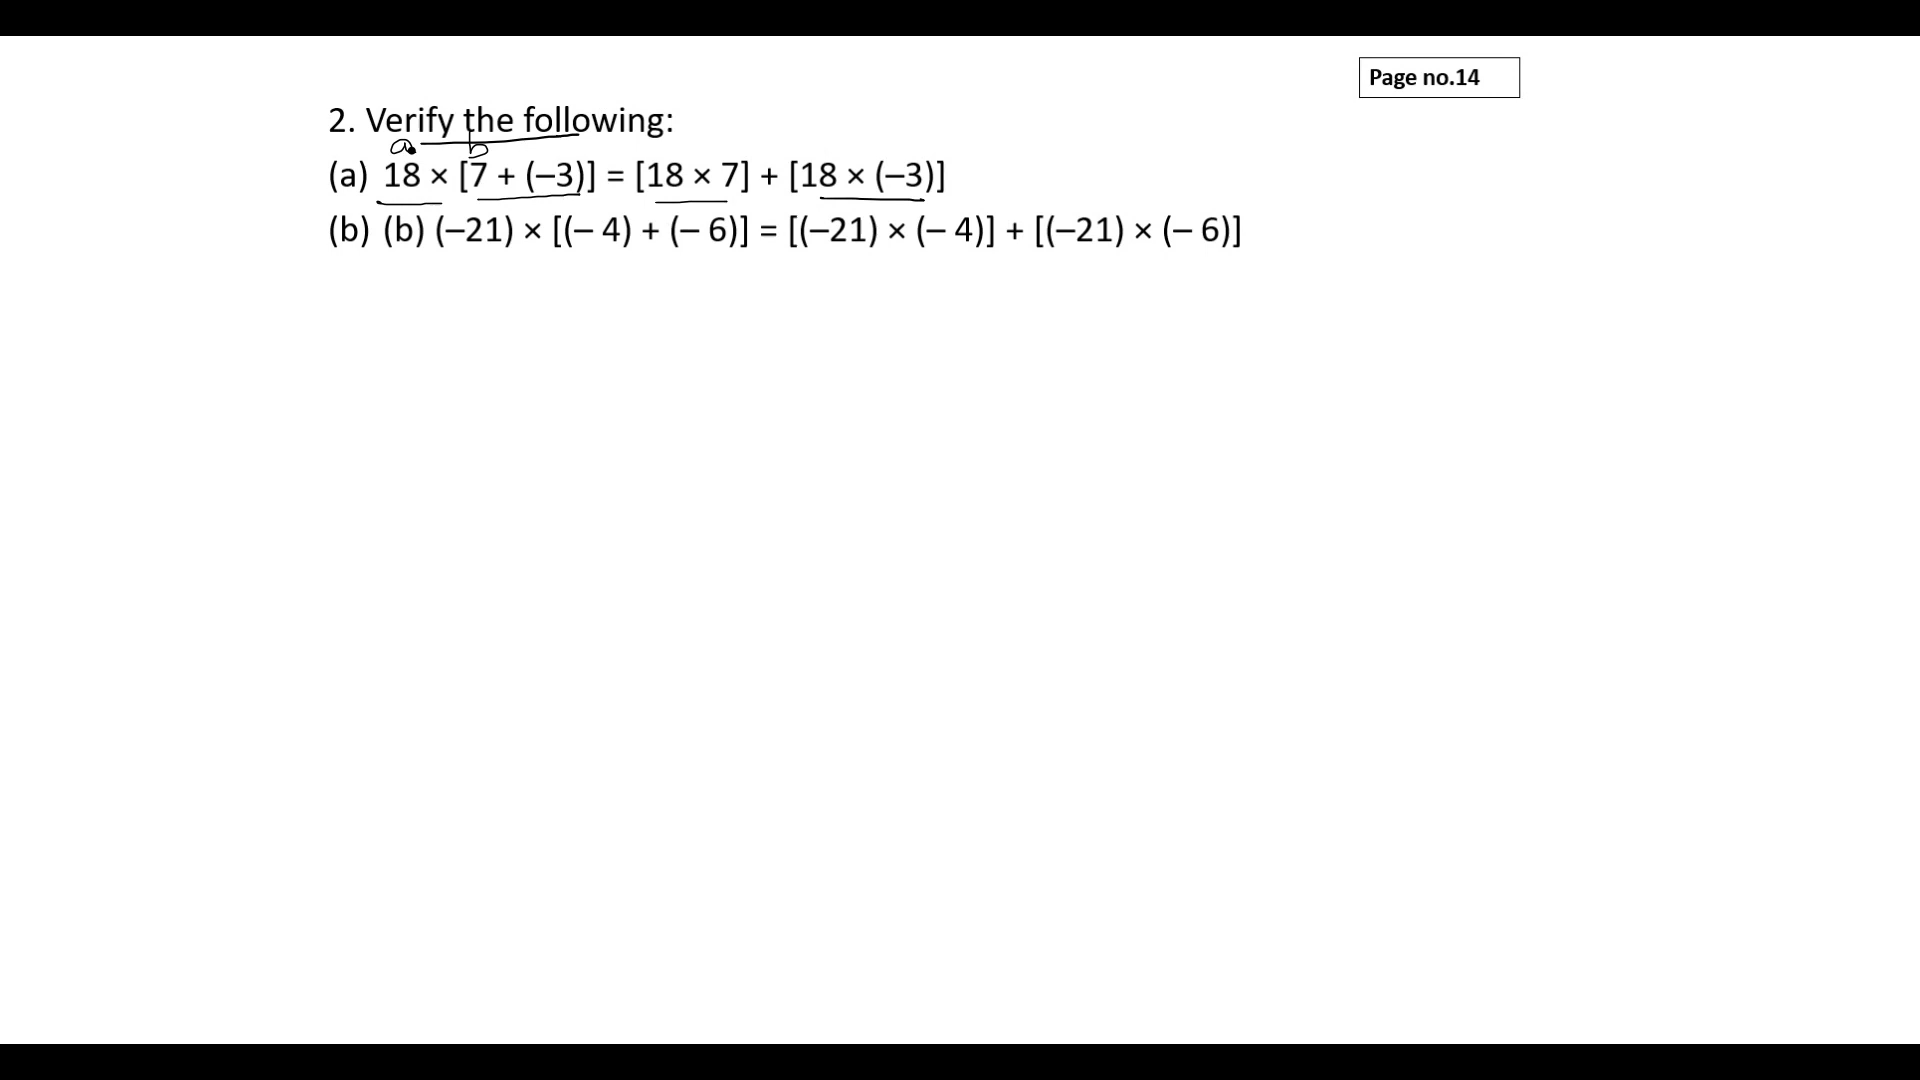 Page no.14
2. Verify the following:
a b
(a) 18 × [7 + (–3)] = [18 × 7] + [18 × (–3)]
(b) (b) (–21) × [(– 4) + (– 6)] = [(–21) × (– 4)] + [(–21) × (– 6)]